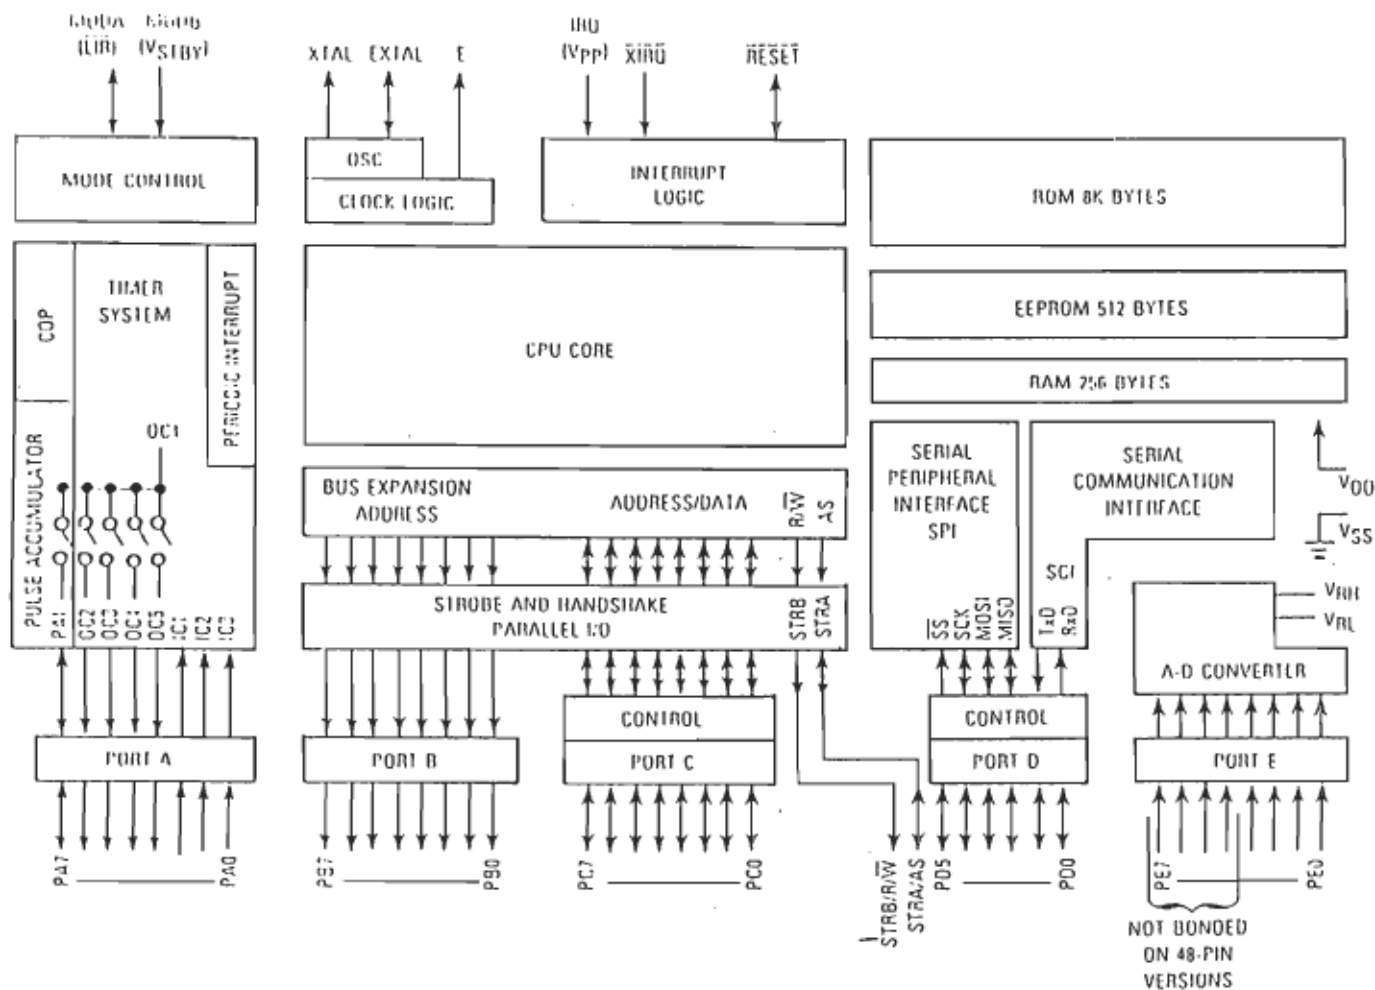 MODA
MODB
(LIR)
(VSTBY)
XTAL
EXTAL
E
IRQ
(VPP)
XIRQ
RESET
MODE CONTROL
OSC
CLOCK LOGIC
INTERRUPT
LOGIC
ROM 8K BYTES
COP
TIMER
SYSTEM
PERIODIC INTERRUPT
CPU CORE
EEPROM 512 BYTES
RAM 256 BYTES
PULSE ACCUMULATOR
OC1
PA1
OC2
OC3
OC4
OC5
IC1
IC2
IC3
BUS EXPANSION
ADDRESS
ADDRESS/DATA
R/W
AS
STROBE AND HANDSHAKE
PARALLEL I/O
STRB
STRA
SERIAL
PERIPHERAL
INTERFACE
SPI
SS
SCK
MOSI
MISO
SERIAL
COMMUNICATION
INTERFACE
SCI
TxD
RxD
VDD
VSS
VRH
VRL
A-D CONVERTER
CONTROL
CONTROL
PORT A
PORT B
PORT C
PORT D
PORT E
PA7
PA0
PB7
PB0
PC7
PC0
STRB/R/W
STRA/AS
PD5
PD0
PE7
PE0
NOT BONDED
ON 48-PIN
VERSIONS